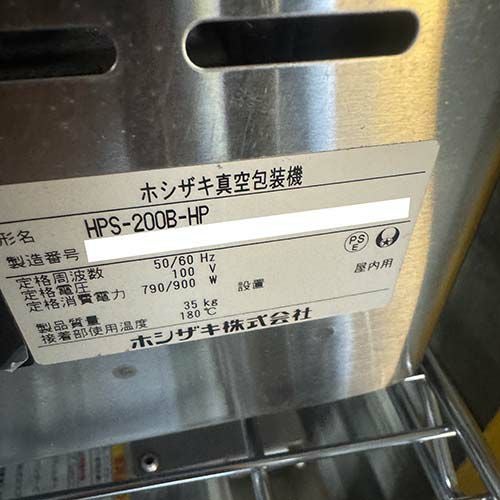 ホシザキ真空包装機
形名 HPS-200B-HP
製造番号
定格周波数 50/60 Hz
定格電圧 100 V
定格消費電力 790/900 W 設置 屋内用
製品質量 35 kg
接着部使用温度 180℃
ホシザキ株式会社
PS
E